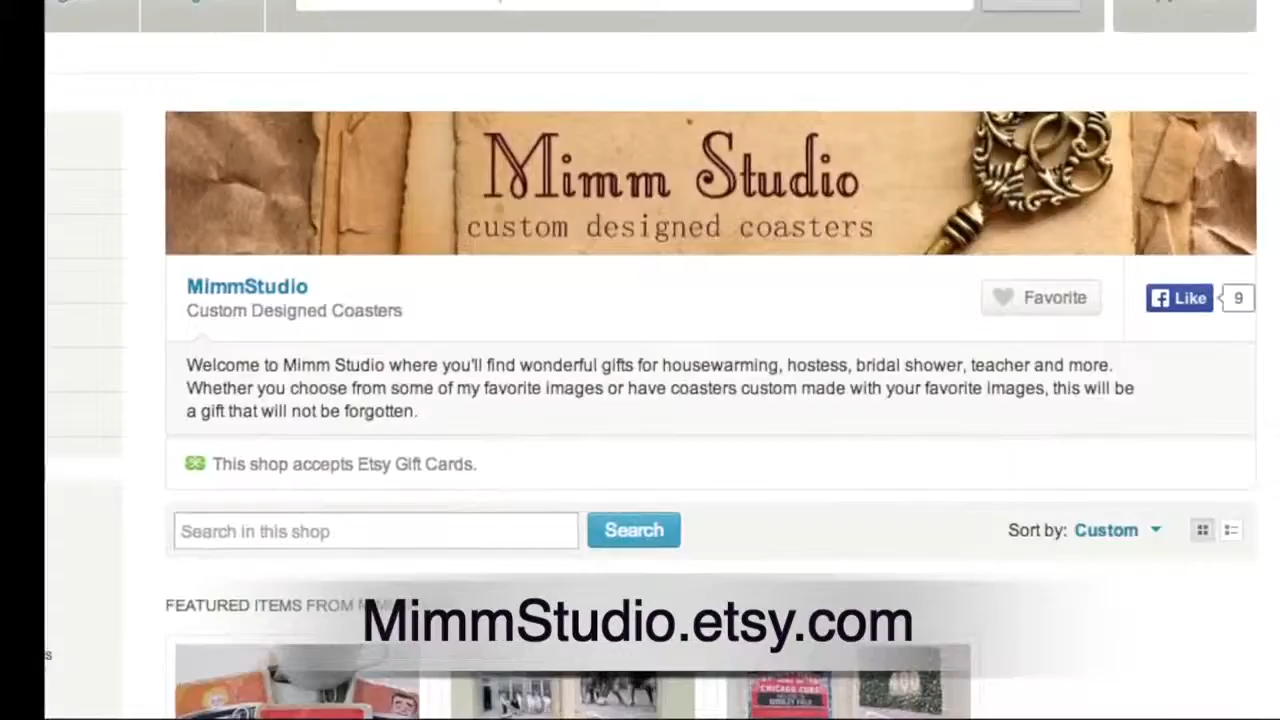 Mimm Studio
custom designed coasters
MimmStudio
Custom Designed Coasters
Favorite
Like
9
Welcome to Mimm Studio where you'll find wonderful gifts for housewarming, hostess, bridal shower, teacher and more.
Whether you choose from some of my favorite images or have coasters custom made with your favorite images, this will be
a gift that will not be forgotten.
This shop accepts Etsy Gift Cards.
Search in this shop
Search
Sort by: Custom
FEATURED ITEMS FROM
MimmStudio.etsy.com
s
CHICAGO CUBS
400